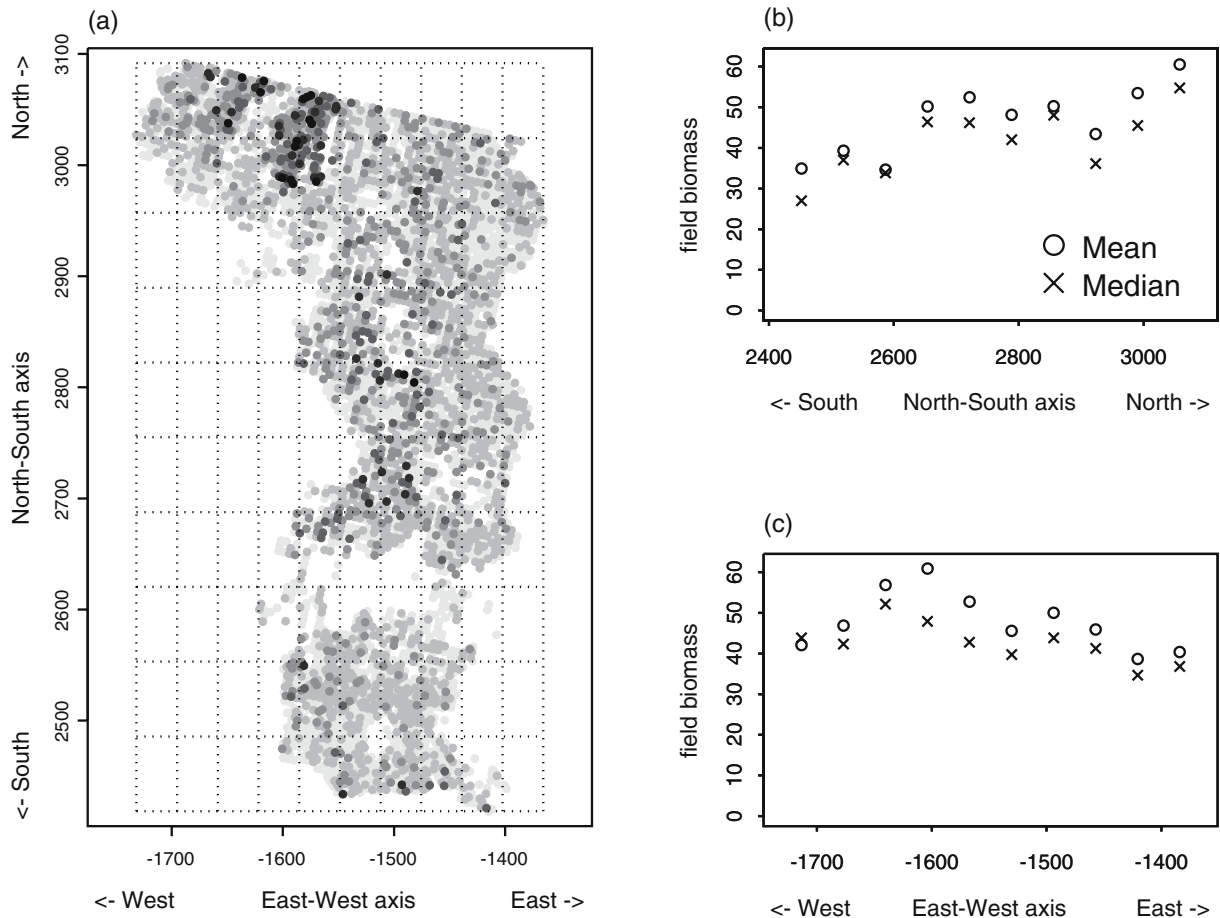 (a)
North ->
North-South axis
<- South
3100
3000
2900
2800
2700
2600
2500
-1700 -1600 -1500 -1400
<- West East-West axis East ->
(b)
field biomass
60
50
40
30
20
10
0
Mean
Median
2400 2600 2800 3000
<- South North-South axis North ->
(c)
field biomass
60
50
40
30
20
10
0
-1700 -1600 -1500 -1400
<- West East-West axis East ->